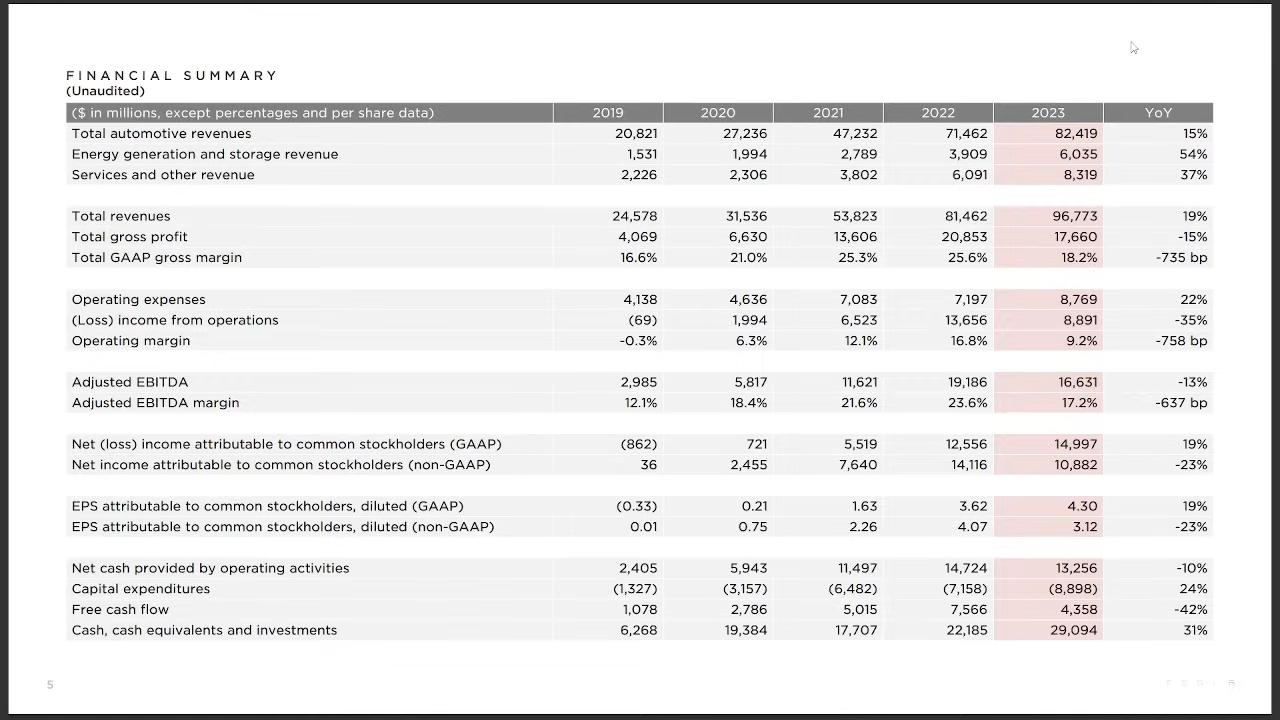 FINANCIAL SUMMARY
(Unaudited)
($ in millions, except percentages and per share data) 2019 2020 2021 2022 2023 YoY
Total automotive revenues 20,821 27,236 47,232 71,462 82,419 15%
Energy generation and storage revenue 1,531 1,994 2,789 3,909 6,035 54%
Services and other revenue 2,226 2,306 3,802 6,091 8,319 37%
Total revenues 24,578 31,536 53,823 81,462 96,773 19%
Total gross profit 4,069 6,630 13,606 20,853 17,660 -15%
Total GAAP gross margin 16.6% 21.0% 25.3% 25.6% 18.2% -735 bp
Operating expenses 4,138 4,636 7,083 7,197 8,769 22%
(Loss) income from operations (69) 1,994 6,523 13,656 8,891 -35%
Operating margin -0.3% 6.3% 12.1% 16.8% 9.2% -758 bp
Adjusted EBITDA 2,985 5,817 11,621 19,186 16,631 -13%
Adjusted EBITDA margin 12.1% 18.4% 21.6% 23.6% 17.2% -637 bp
Net (loss) income attributable to common stockholders (GAAP) (862) 721 5,519 12,556 14,997 19%
Net income attributable to common stockholders (non-GAAP) 36 2,455 7,640 14,116 10,882 -23%
EPS attributable to common stockholders, diluted (GAAP) (0.33) 0.21 1.63 3.62 4.30 19%
EPS attributable to common stockholders, diluted (non-GAAP) 0.01 0.75 2.26 4.07 3.12 -23%
Net cash provided by operating activities 2,405 5,943 11,497 14,724 13,256 -10%
Capital expenditures (1,327) (3,157) (6,482) (7,158) (8,898) 24%
Free cash flow 1,078 2,786 5,015 7,566 4,358 -42%
Cash, cash equivalents and investments 6,268 19,384 17,707 22,185 29,094 31%
5